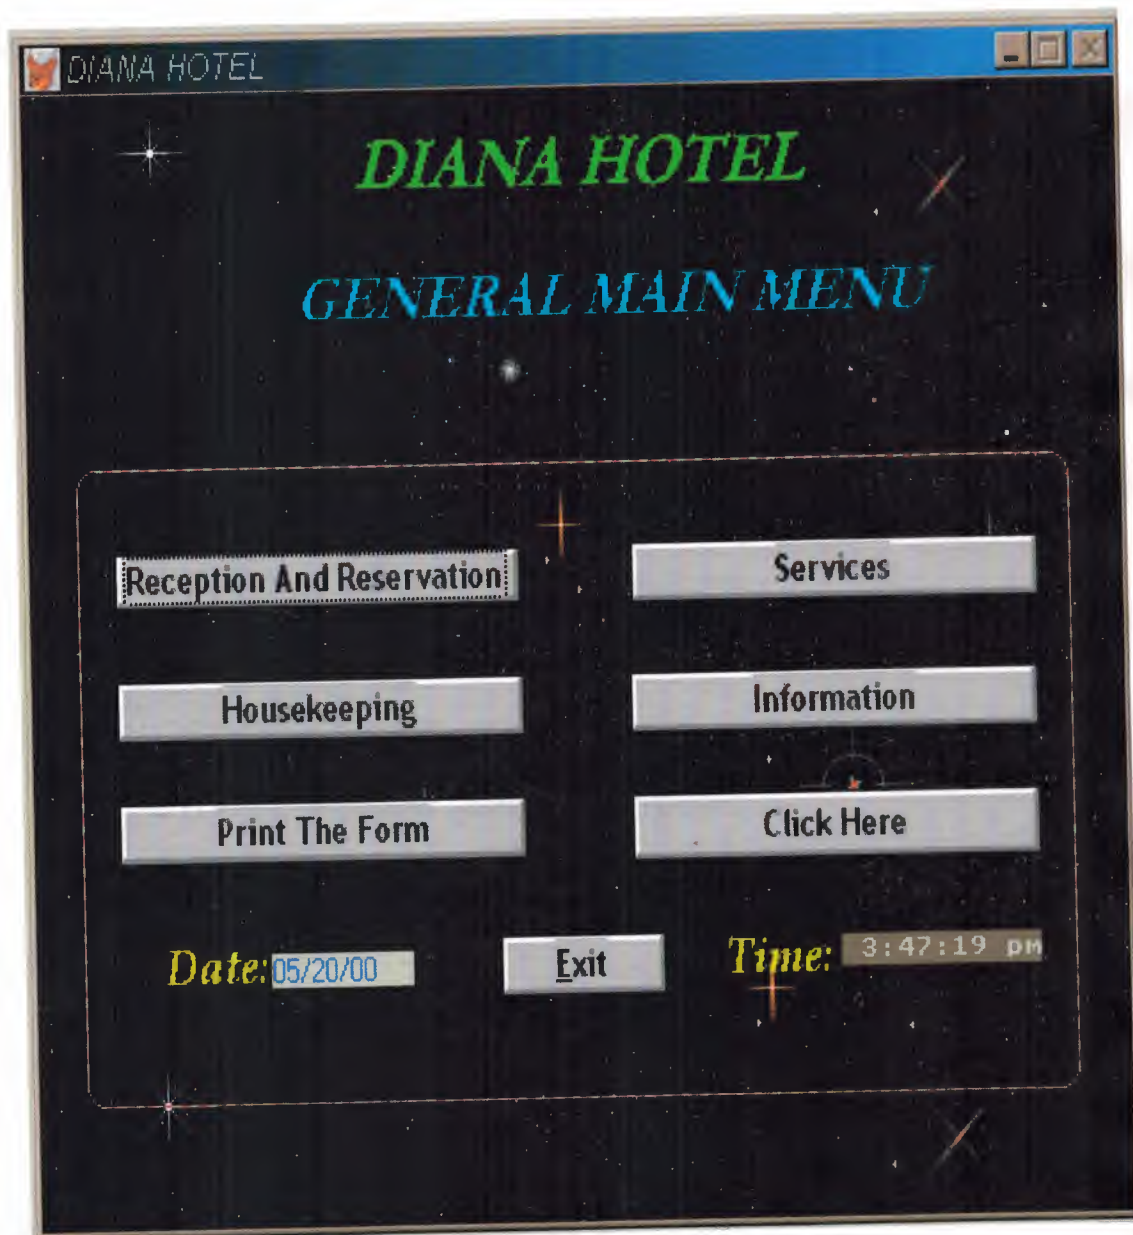 DIANA HOTEL
DIANA HOTEL
GENERAL MAIN MENU
Reception And Reservation
Services
Housekeeping
Information
Print The Form
Click Here
Date: 05/20/00
Exit
Time: 3:47:19 pm